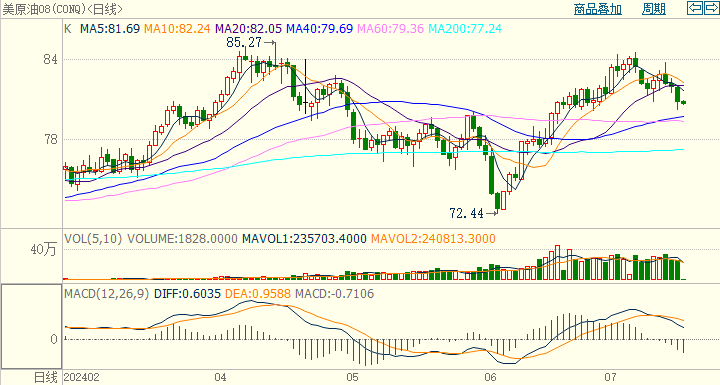 美原油08(CONQ)<日线> 商品叠加 周期
K MA5:81.69 MA10:82.24 MA20:82.05 MA40:79.69 MA60:79.36 MA200:77.24
85.27→
84
78
72.44→
VOL(5,10) VOLUME:1828.0000 MAVOL1:235703.4000 MAVOL2:240813.3000
40万
MACD(12,26,9) DIFF:0.6035 DEA:0.9588 MACD:-0.7106
0
日线 202402 04 05 06 07